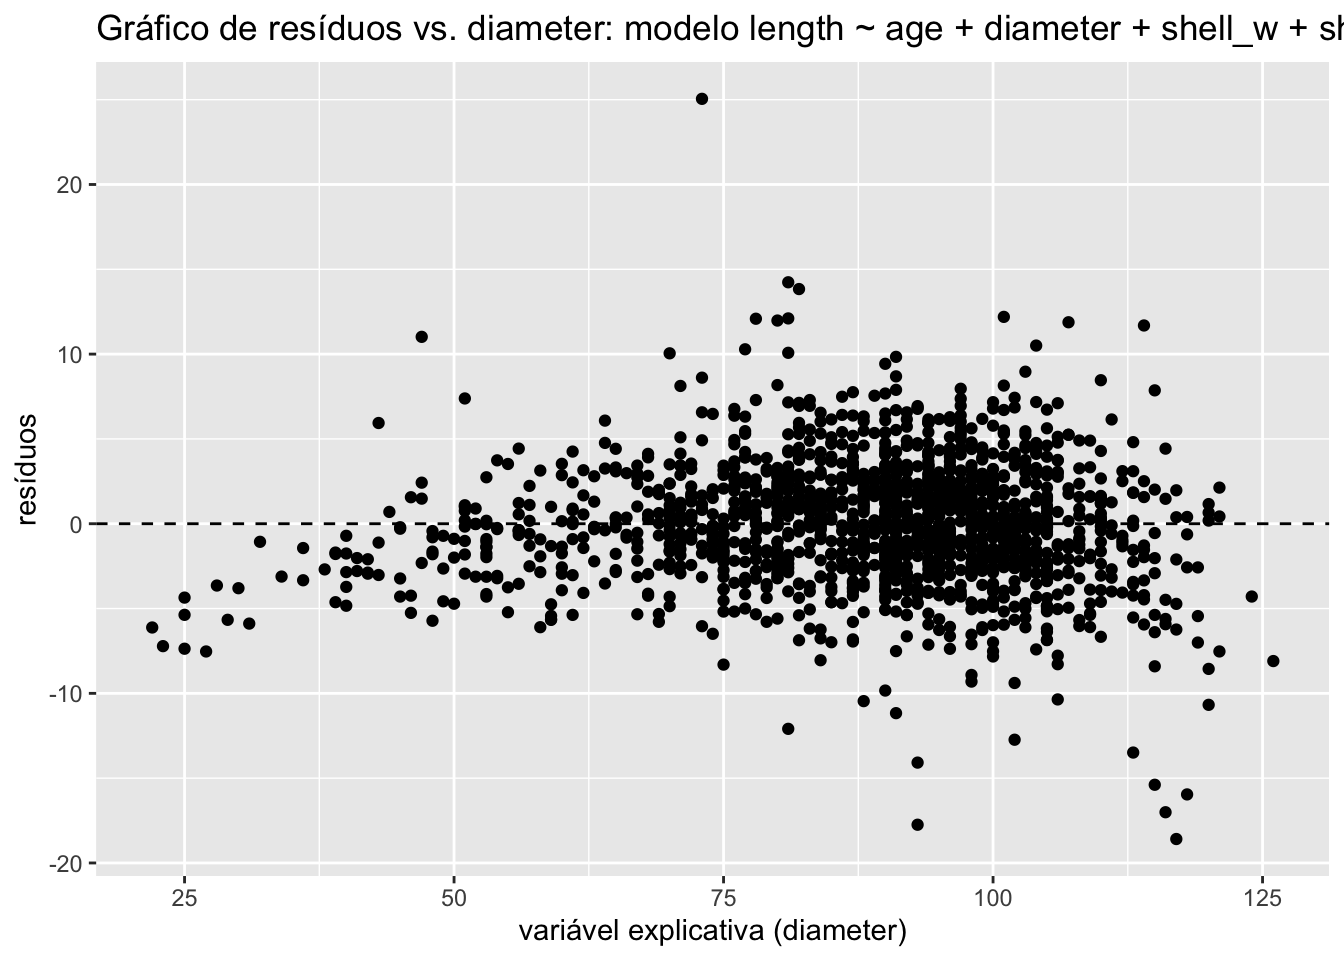 Gráfico de resíduos vs. diameter: modelo length ~ age + diameter + shell_w +
20
10
0
-10
-20
resíduos
25 50 75 100 125
variável explicativa (diameter)